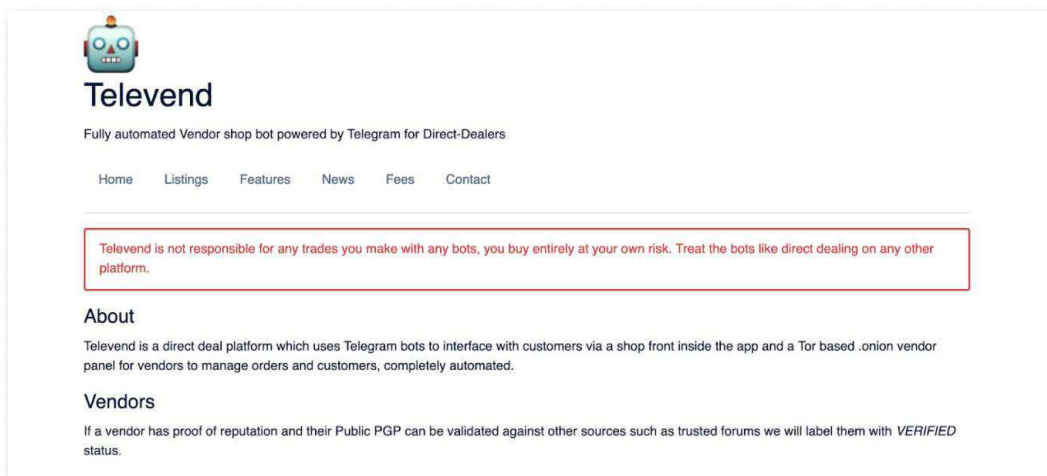 Televend
Fully automated Vendor shop bot powered by Telegram for Direct-Dealers
Home Listings Features News Fees Contact
Televend is not responsible for any trades you make with any bots, you buy entirely at your own risk. Treat the bots like direct dealing on any other
platform.
About
Televend is a direct deal platform which uses Telegram bots to interface with customers via a shop front inside the app and a Tor based .onion vendor
panel for vendors to manage orders and customers, completely automated.
Vendors
If a vendor has proof of reputation and their Public PGP can be validated against other sources such as trusted forums we will label them with VERIFIED
status.